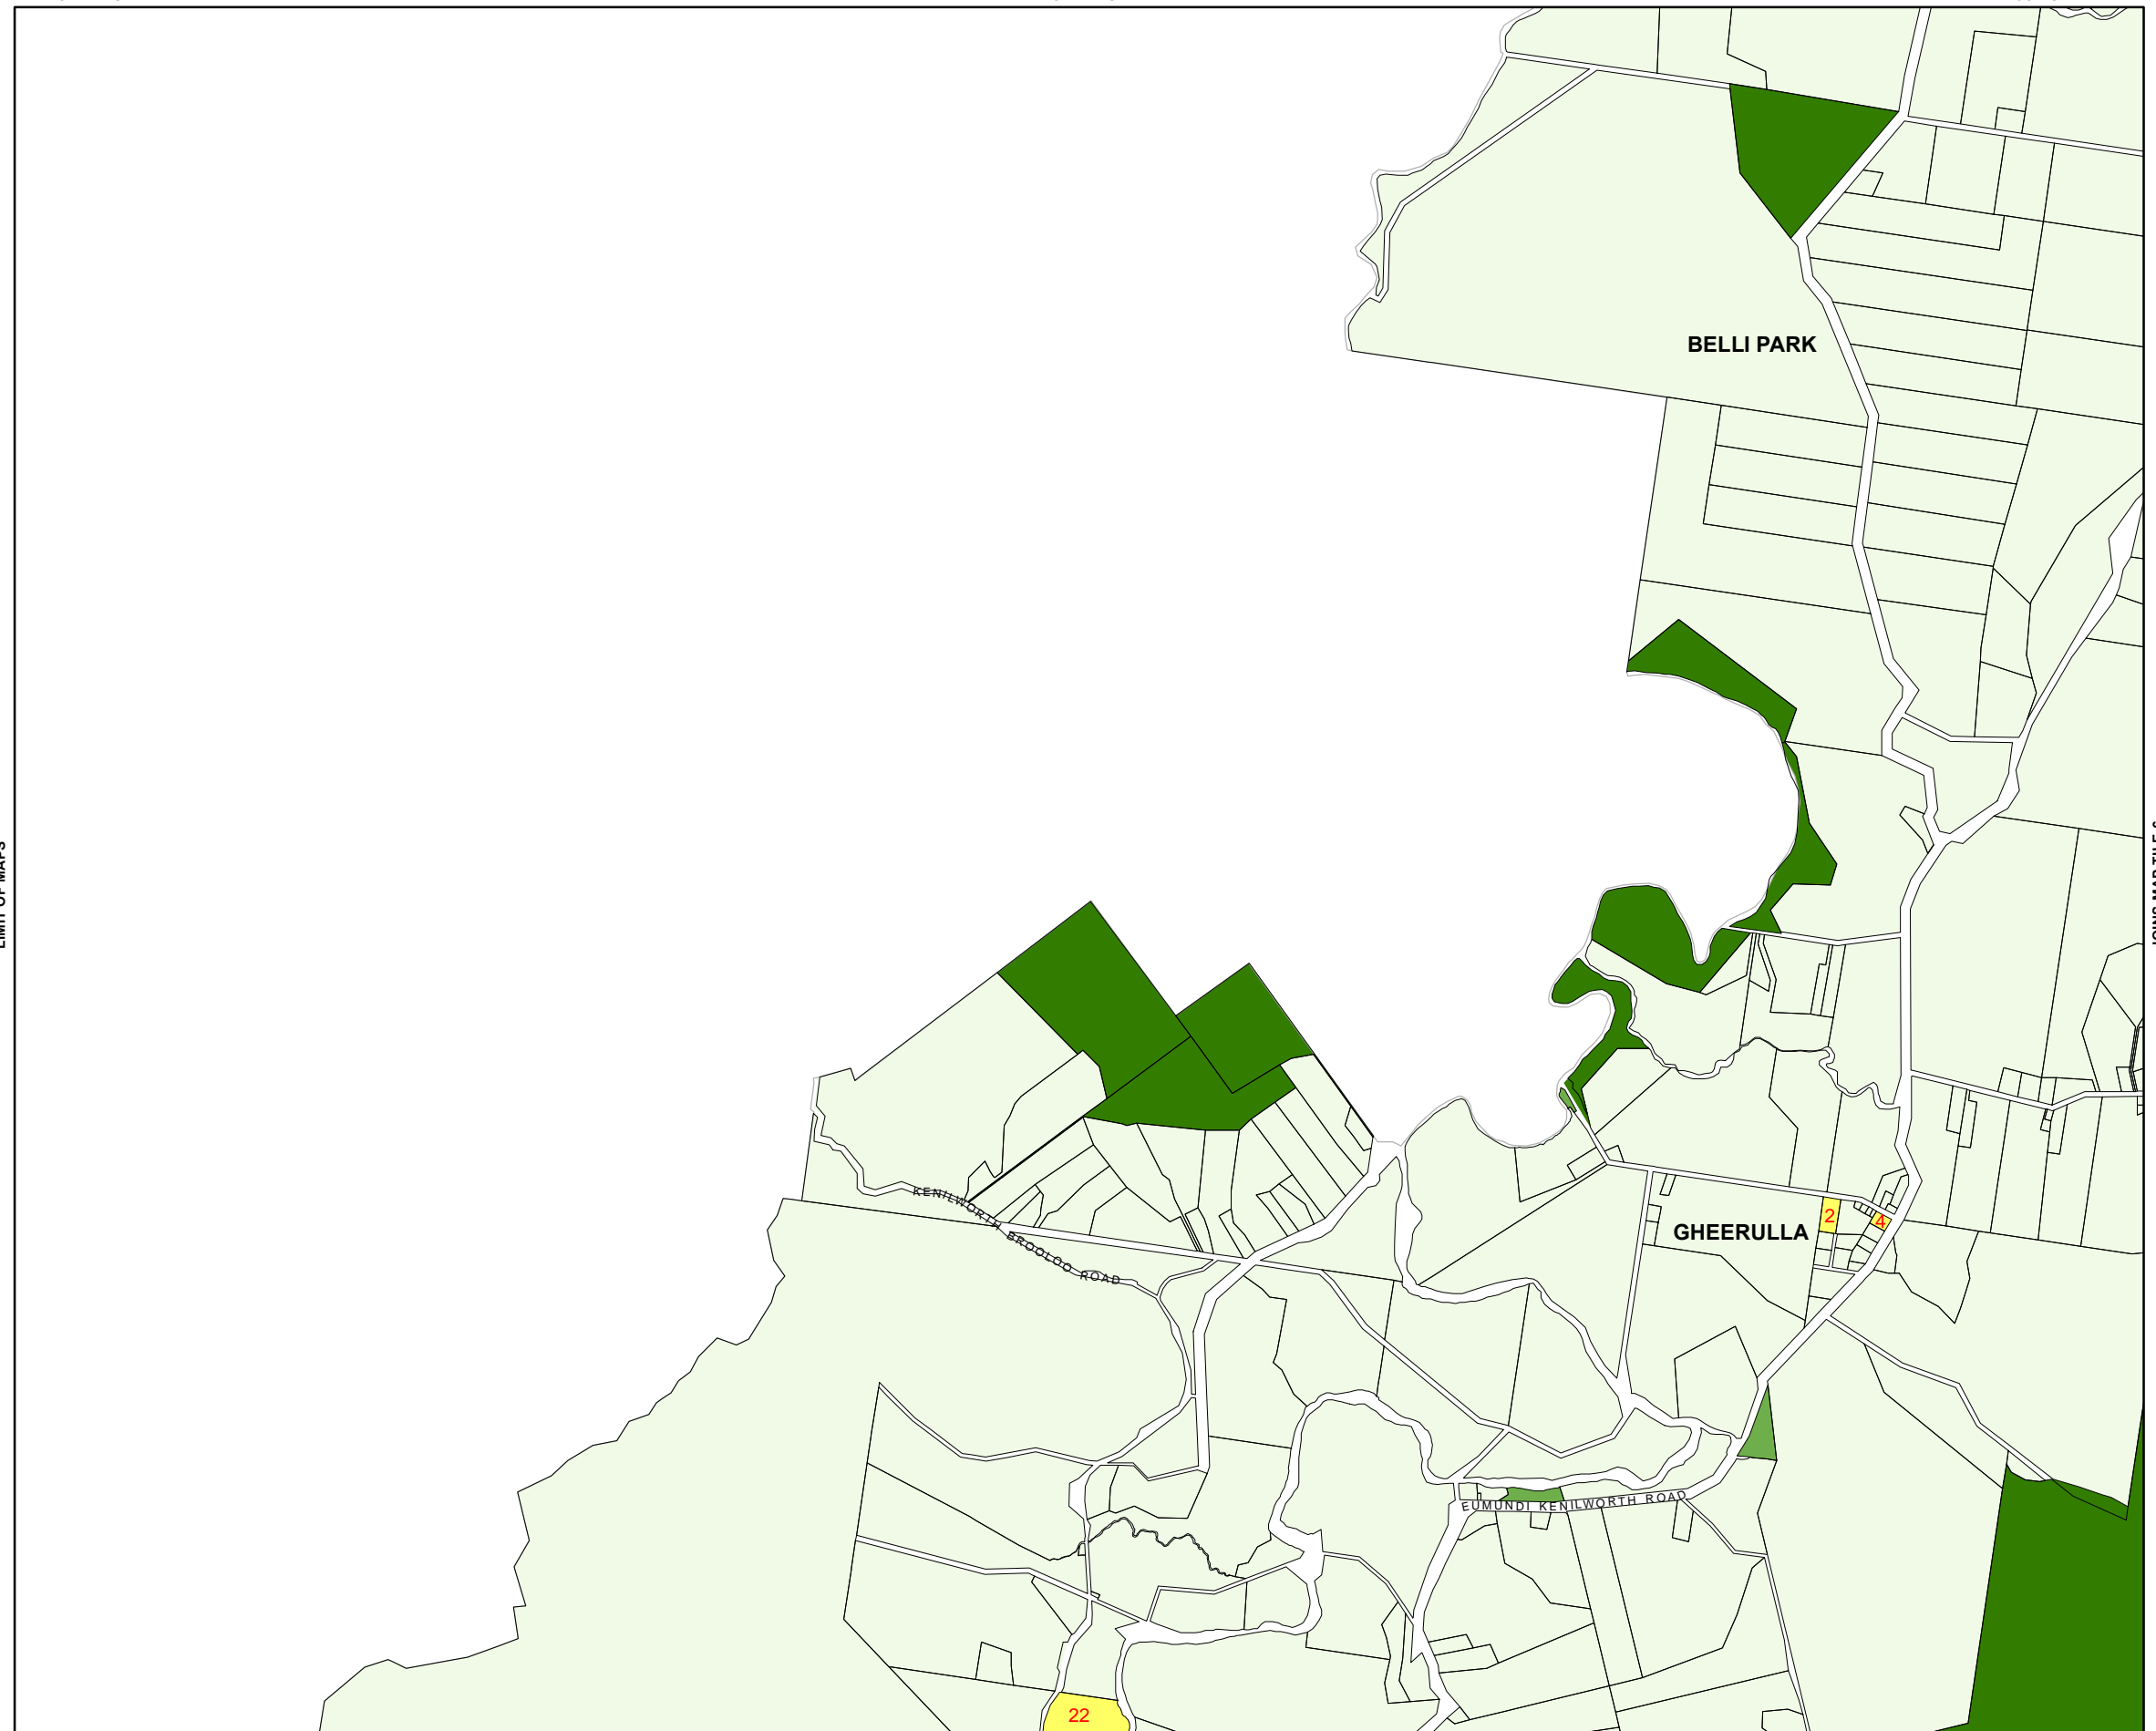 BELLI PARK
LIMIT OF MAPS
KENILWORTH BROOLOO ROAD
2
4
GHEERULLA
EUMUNDI KENILWORTH ROAD
22